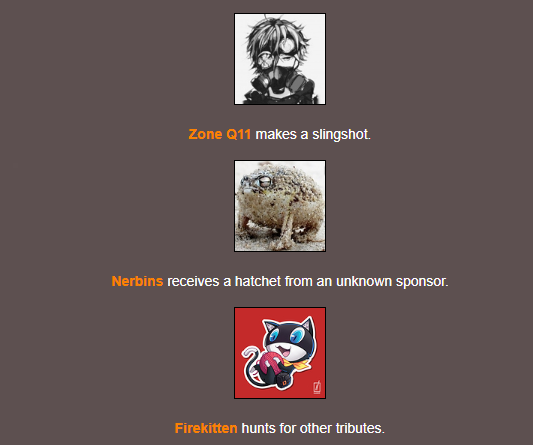 Zone Q11 makes a slingshot.
Nerbins receives a hatchet from an unknown sponsor.
Firekitten hunts for other tributes.